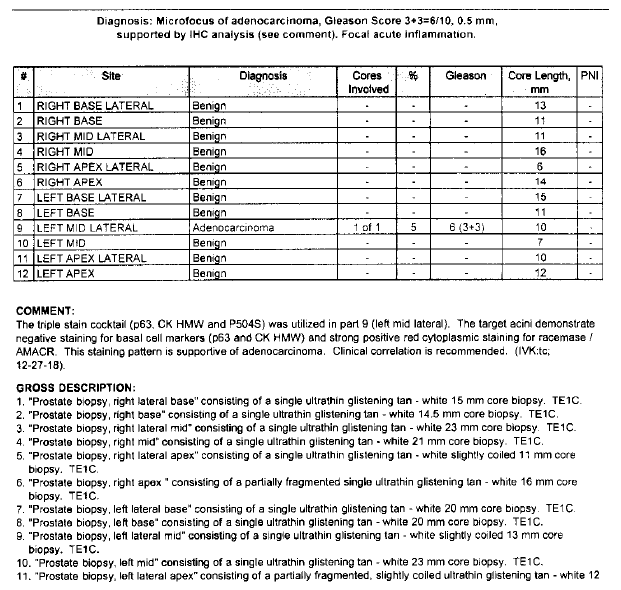 Diagnosis: Microfocus of adenocarcinoma, Gleason Score 3+3=6/10, 0.5 mm,
supported by IHC analysis (see comment). Focal acute inflammation.
# Site Diagnosis Cores Involved % Gleason Core Length, mm PNI
1 RIGHT BASE LATERAL Benign - - - 13 -
2 RIGHT BASE Benign - - - 11 -
3 RIGHT MID LATERAL Benign - - - 11 -
4 RIGHT MID Benign - - - 16 -
5 RIGHT APEX LATERAL Benign - - - 6 -
6 RIGHT APEX Benign - - - 14 -
7 LEFT BASE LATERAL Benign - - - 15 -
8 LEFT BASE Benign - - - 11 -
9 LEFT MID LATERAL Adenocarcinoma 1 of 1 5 6 (3+3) 10 -
10 LEFT MID Benign - - - 7 -
11 LEFT APEX LATERAL Benign - - - 10 -
12 LEFT APEX Benign - - - 12 -
COMMENT:
The triple stain cocktail (p63, CK HMW and P504S) was utilized in part 9 (left mid lateral). The target acini demonstrate
negative staining for basal cell markers (p63 and CK HMW) and strong positive red cytoplasmic staining for racemase /
AMACR. This staining pattern is supportive of adenocarcinoma. Clinical correlation is recommended. (IVK:tc;
12-27-18).
GROSS DESCRIPTION:
1. "Prostate biopsy, right lateral base" consisting of a single ultrathin glistening tan - white 15 mm core biopsy. TE1C.
2. "Prostate biopsy, right base" consisting of a single ultrathin glistening tan - white 14.5 mm core biopsy. TE1C.
3. "Prostate biopsy, right lateral mid" consisting of a single ultrathin glistening tan - white 23 mm core biopsy. TE1C.
4. "Prostate biopsy, right mid" consisting of a single ultrathin glistening tan - white 21 mm core biopsy. TE1C.
5. "Prostate biopsy, right lateral apex" consisting of a single ultrathin glistening tan - white slightly coiled 11 mm core
biopsy. TE1C.
6. "Prostate biopsy, right apex " consisting of a partially fragmented single ultrathin glistening tan - white 16 mm core
biopsy. TE1C.
7. "Prostate biopsy, left lateral base" consisting of a single ultrathin glistening tan - white 20 mm core biopsy. TE1C.
8. "Prostate biopsy, left base" consisting of a single ultrathin glistening tan - white 20 mm core biopsy. TE1C.
9. "Prostate biopsy, left lateral mid" consisting of a single ultrathin glistening tan - white slightly coiled 13 mm core
biopsy. TE1C.
10. "Prostate biopsy, left mid" consisting of a single ultrathin glistening tan - white 23 mm core biopsy. TE1C.
11. "Prostate biopsy, left lateral apex" consisting of a partially fragmented, slightly coiled ultrathin glistening tan - white 12